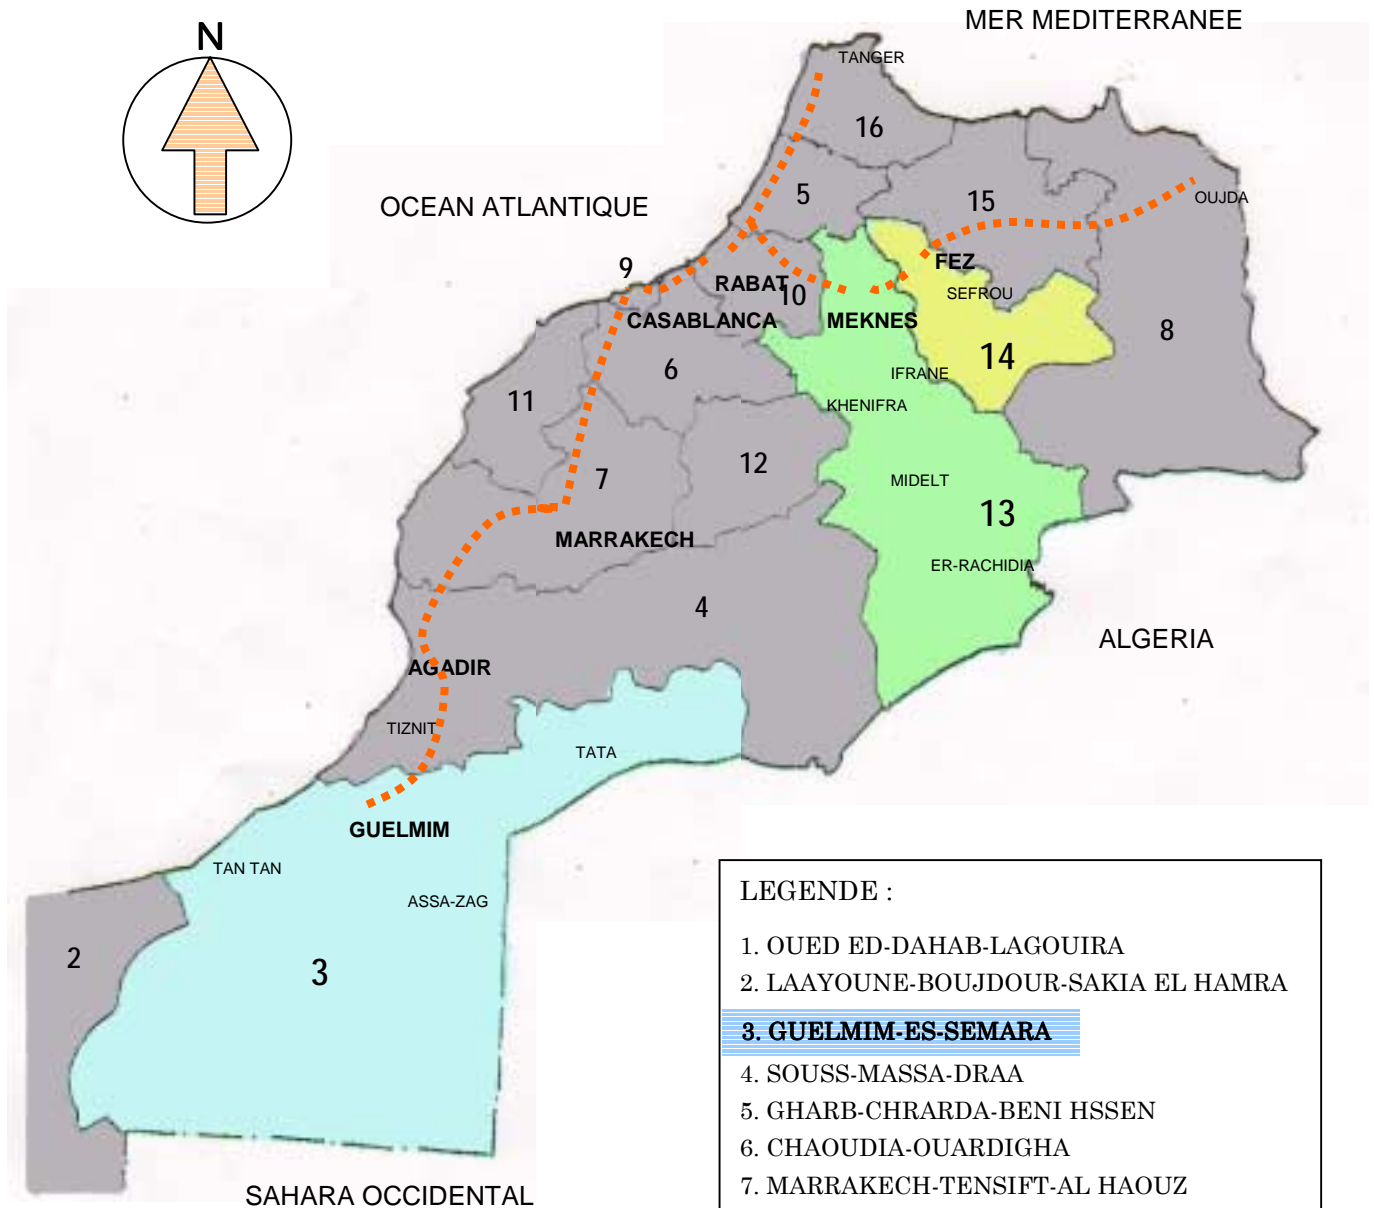 MER MEDITERRANEE
N
TANGER
16
5
15
OUJDA
OCEAN ATLANTIQUE
9
FEZ
RABAT
10
SEFROU
CASABLANCA
MEKNES
8
14
6
IFRANE
11
KHENIFRA
12
7
MIDELT
13
MARRAKECH
ER-RACHIDIA
4
ALGERIA
AGADIR
TIZNIT
TATA
GUELMIM
TAN TAN
ASSA-ZAG
2
3
SAHARA OCCIDENTAL
LEGENDE :
1. OUED ED-DAHAB-LAGOUIRA
2. LAAYOUNE-BOUJDOUR-SAKIA EL HAMRA
3. GUELMIM-ES-SEMARA
4. SOUSS-MASSA-DRAA
5. GHARB-CHRARDA-BENI HSSEN
6. CHAOUDIA-OUARDIGHA
7. MARRAKECH-TENSIFT-AL HAOUZ